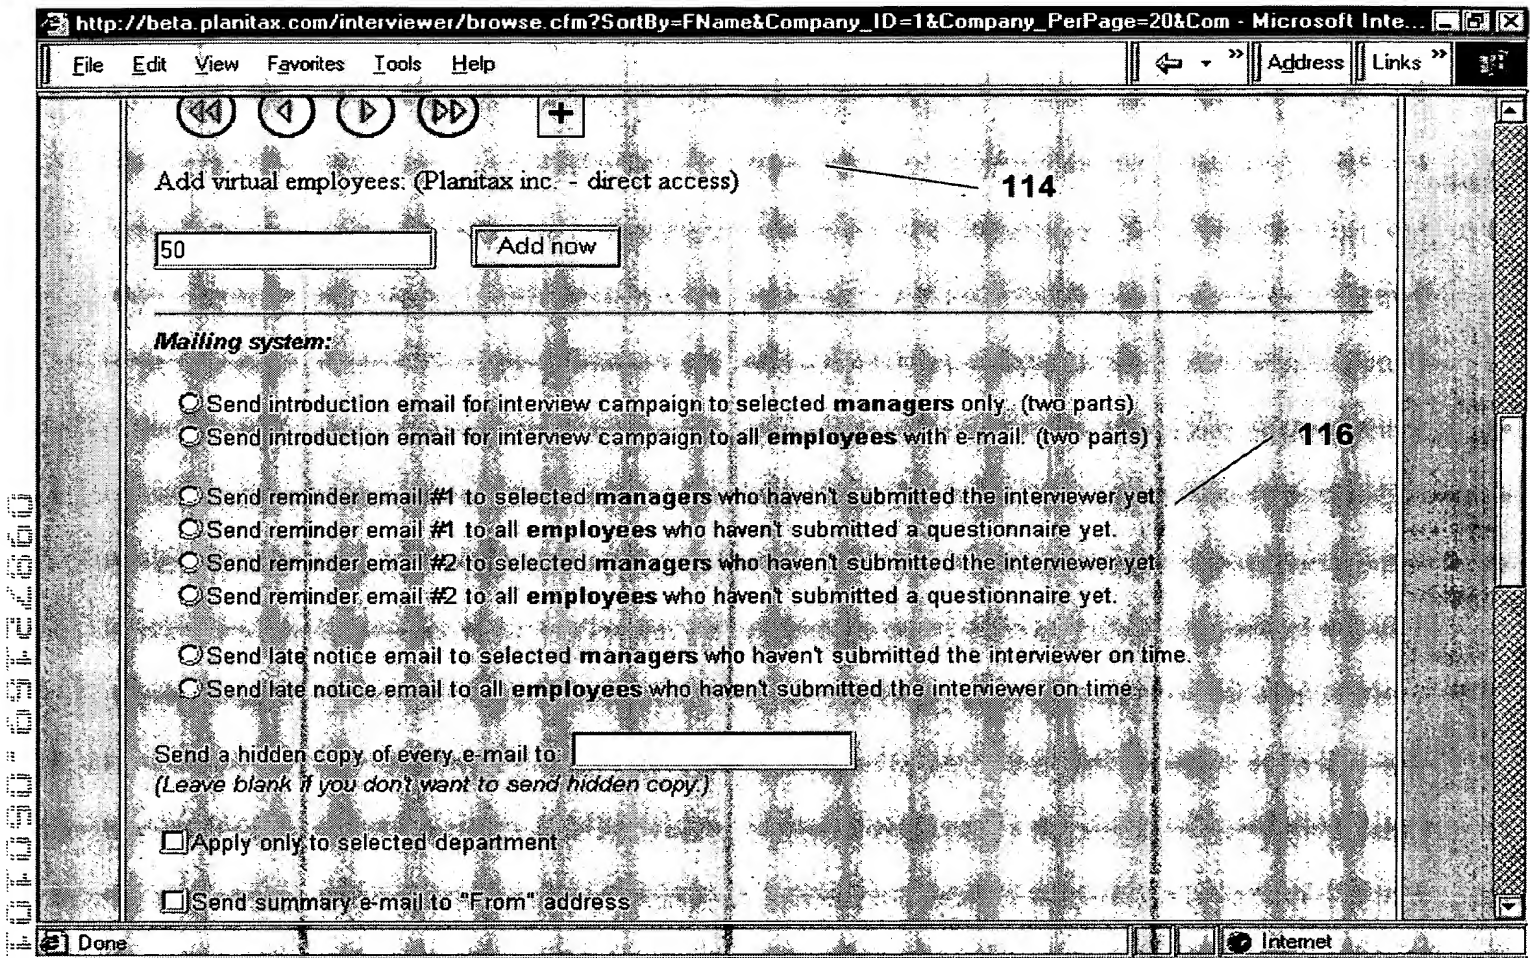 http://beta.planitax.com/interviewer/browse.cfm?SortBy=FName&Company_ID=1&Company_PerPage=20&Com - Microsoft Inte...
File Edit View Favorites Tools Help Address Links »
Add virtual employees: (Planitax inc. - direct access)
114
50 Add now
Mailing system:
Send introduction email for interview campaign to selected managers only. (two parts)
Send introduction email for interview campaign to all employees with e-mail. (two parts)
116
Send reminder email #1 to selected managers who haven't submitted the interviewer yet.
Send reminder email #1 to all employees who haven't submitted a questionnaire yet.
Send reminder email #2 to selected managers who haven't submitted the interviewer yet.
Send reminder email #2 to all employees who haven't submitted a questionnaire yet.
Send late notice email to selected managers who haven't submitted the interviewer on time.
Send late notice email to all employees who haven't submitted the interviewer on time.
Send a hidden copy of every e-mail to:
(Leave blank if you don't want to send hidden copy.)
Apply only to selected department
Send summary e-mail to "From" address
Done Internet